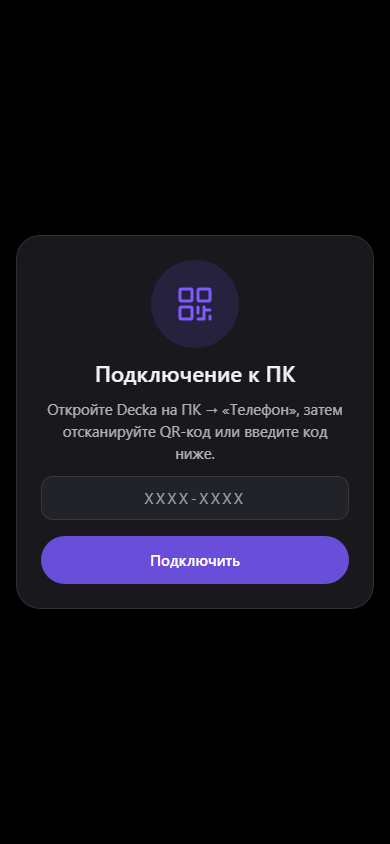 Подключение к ПК
Откройте Decka на ПК → «Телефон», затем
отсканируйте QR-код или введите код
ниже.
XXXX-XXXX
Подключить